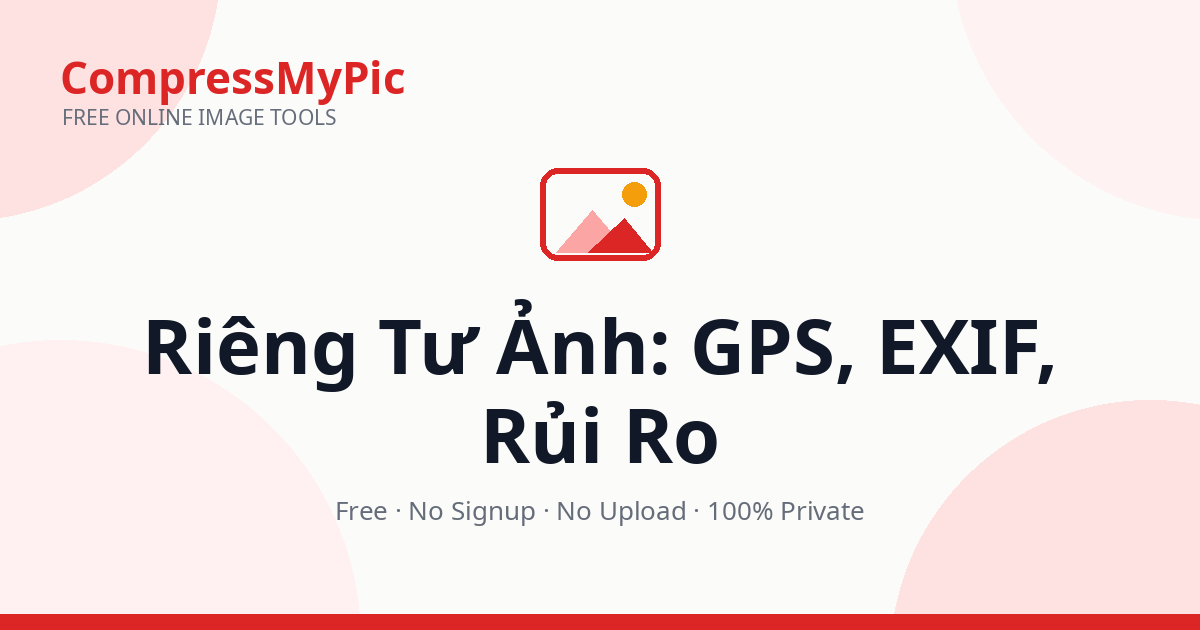 CompressMyPic
FREE ONLINE IMAGE TOOLS
Riêng Tư Ảnh: GPS, EXIF,
Rủi Ro
Free · No Signup · No Upload · 100% Private